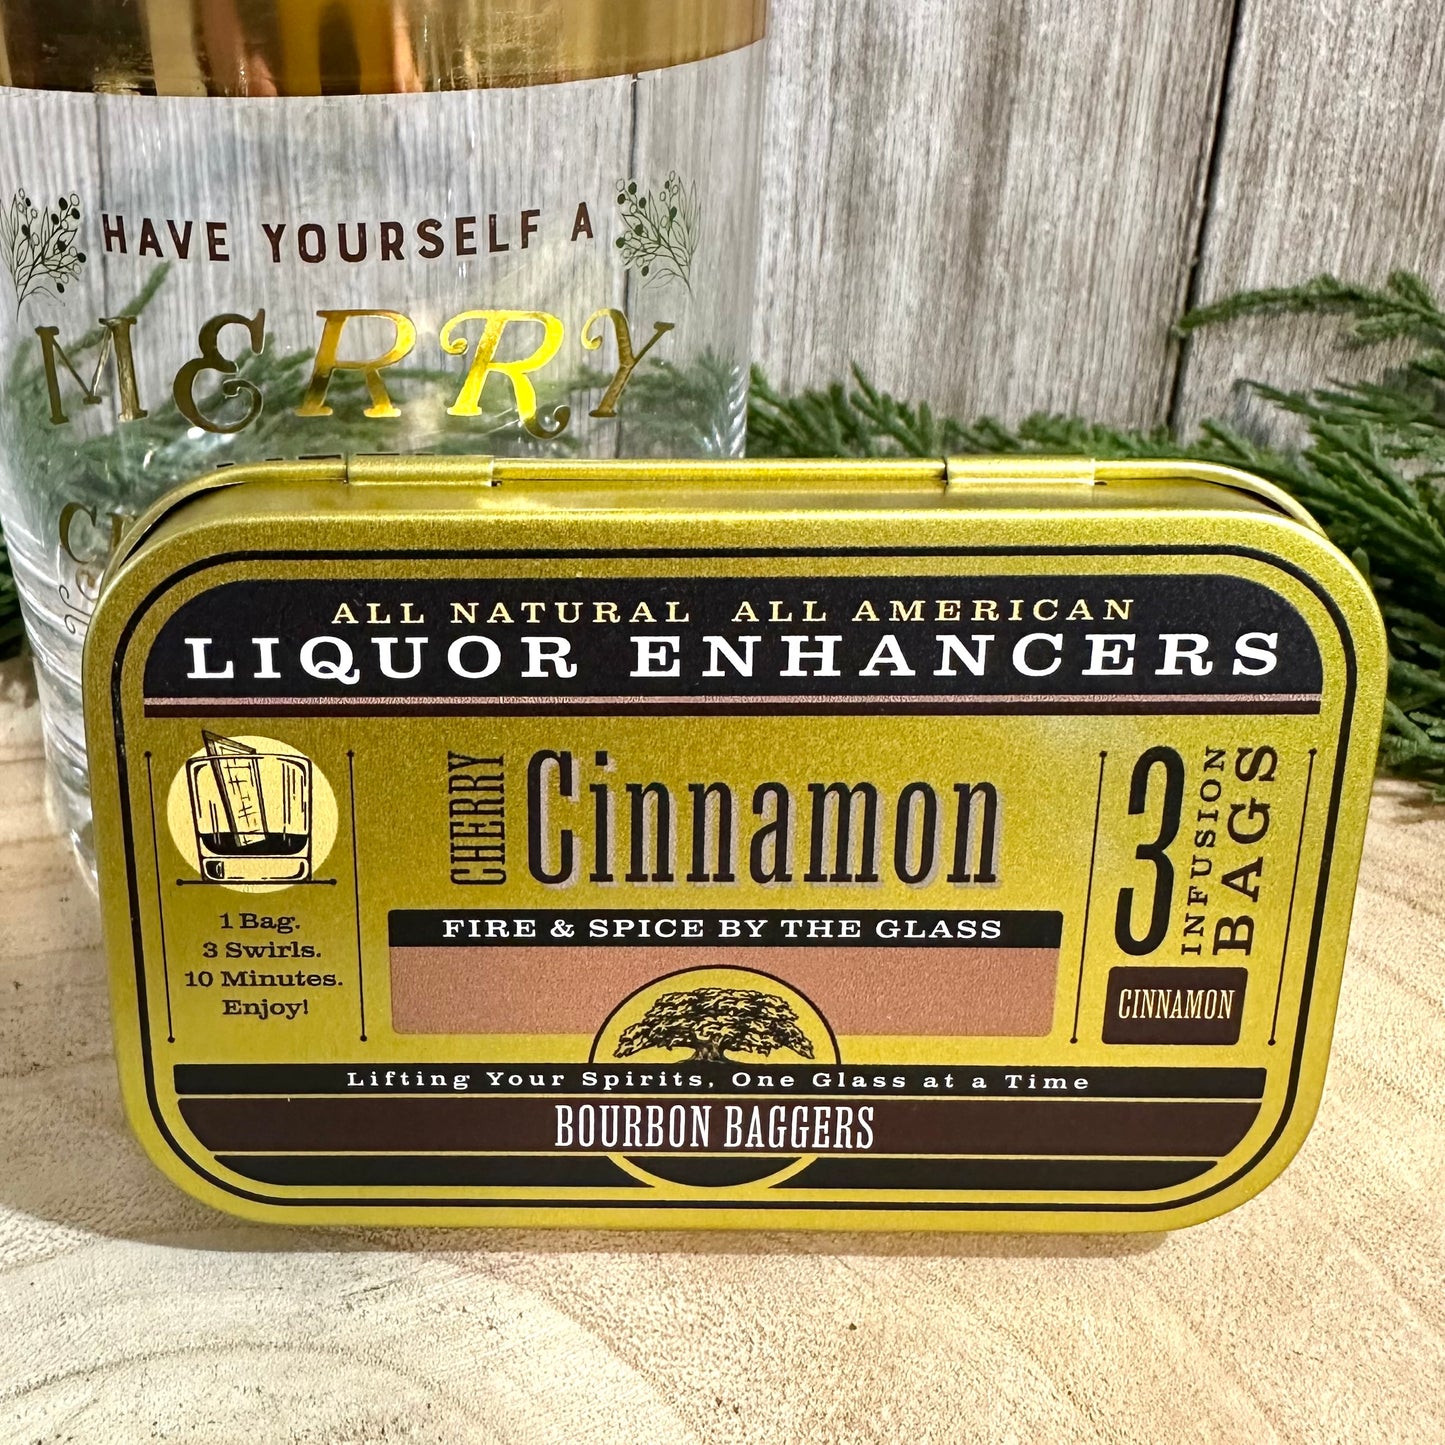 HAVE YOURSELF A
MERRY
ALL NATURAL ALL AMERICAN
LIQUOR ENHANCERS
CHERRY
Cinnamon
FIRE & SPICE BY THE GLASS
1 Bag.
3 Swirls.
10 Minutes.
Enjoy!
3
INFUSION
BAGS
CINNAMON
Lifting Your Spirits, One Glass at a Time
BOURBON BAGGERS